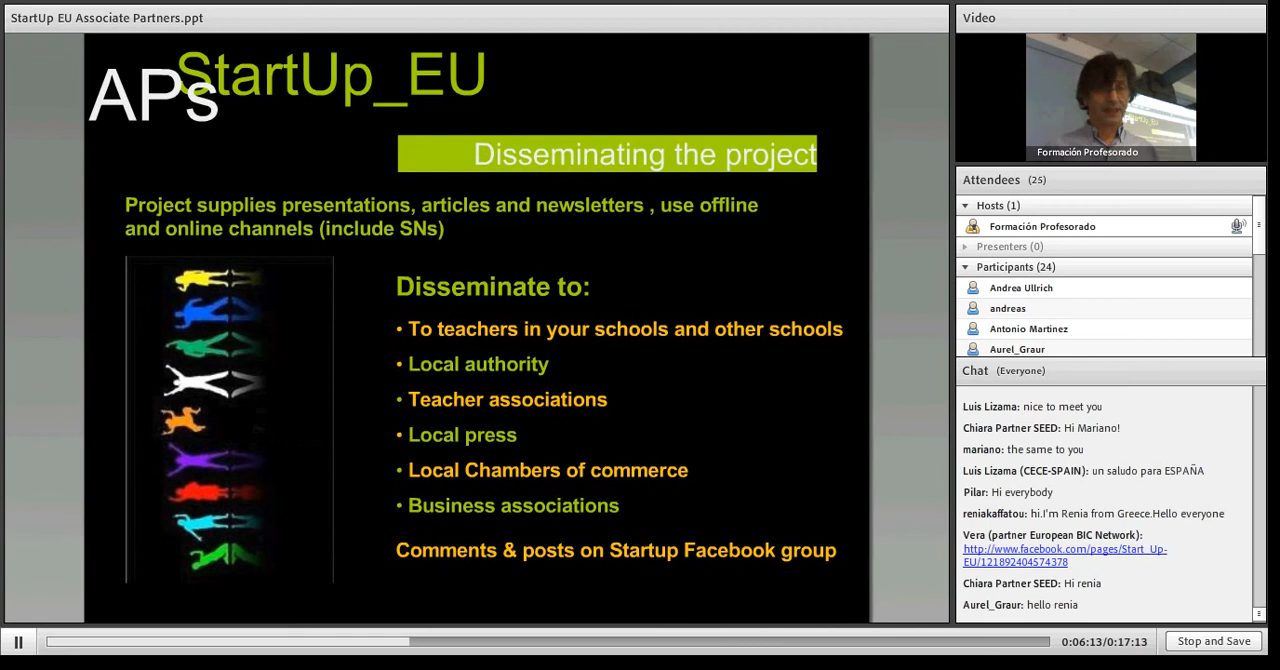 StartUp EU Associate Partners.ppt
StartUp_EU
APs
Disseminating the project
Project supplies presentations, articles and newsletters , use offline
and online channels (include SNs)
Disseminate to:
• To teachers in your schools and other schools
• Local authority
• Teacher associations
• Local press
• Local Chambers of commerce
• Business associations
Comments & posts on Startup Facebook group
Video
Formación Profesorado
Attendees (25)
Hosts (1)
Formación Profesorado
Presenters (0)
Participants (24)
Andrea Ullrich
andreas
Antonio Martinez
Aurel_Graur
Chat (Everyone)
Luis Lizama: nice to meet you
Chiara Partner SEED: Hi Mariano!
mariano: the same to you
Luis Lizama (CECE-SPAIN): un saludo para ESPAÑA
Pilar: Hi everybody
reniakaffatou: hi.I'm Renia from Greece.Hello everyone
Vera (partner European BIC Network):
http://www.facebook.com/pages/Start_Up-
EU/121892404574378
Chiara Partner SEED: Hi renia
Aurel_Graur: hello renia
0:06:13/0:17:13
Stop and Save